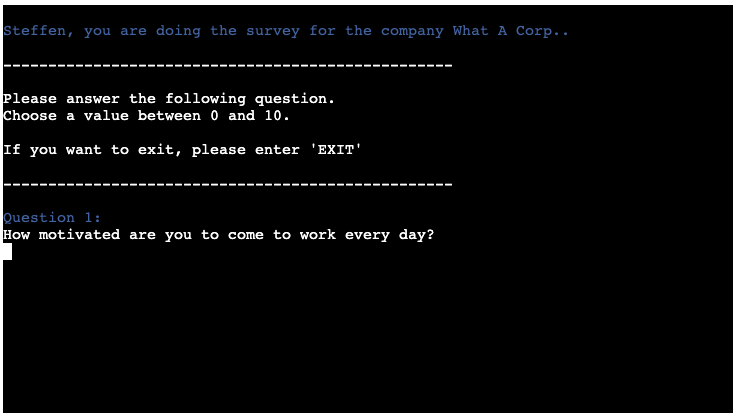 Steffen, you are doing the survey for the company What A Corp..
--------------------------------------------------
Please answer the following question.
Choose a value between 0 and 10.
If you want to exit, please enter 'EXIT'
--------------------------------------------------
Question 1:
How motivated are you to come to work every day?